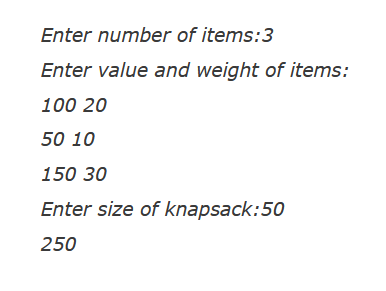 Enter number of items:3
Enter value and weight of items:
100 20
50 10
150 30
Enter size of knapsack:50
250